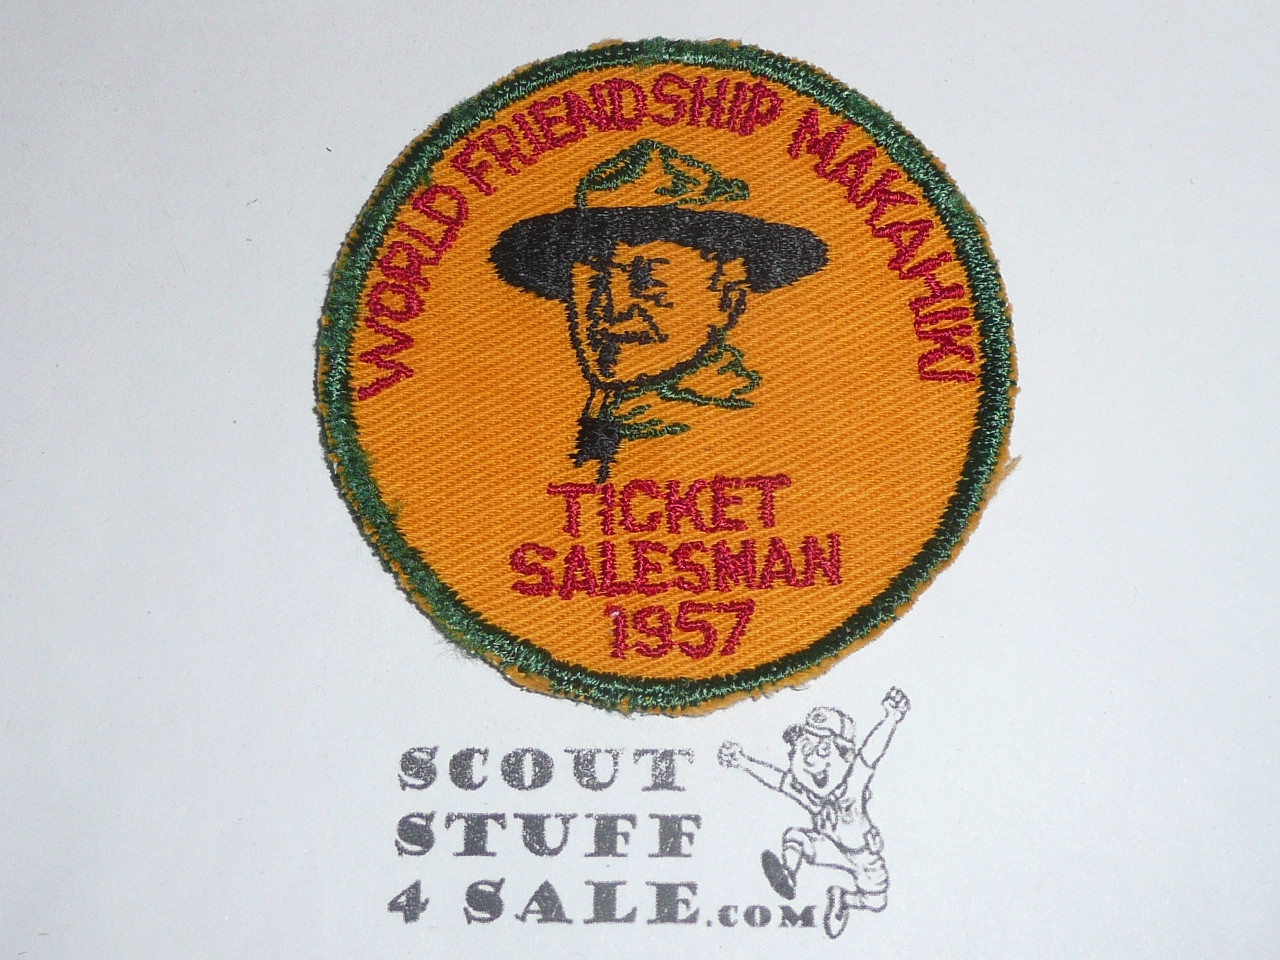 WORLD FRIENDSHIP MAKAHIKI
TICKET
SALESMAN
1957
SCOUT
STUFF
4 SALE.COM